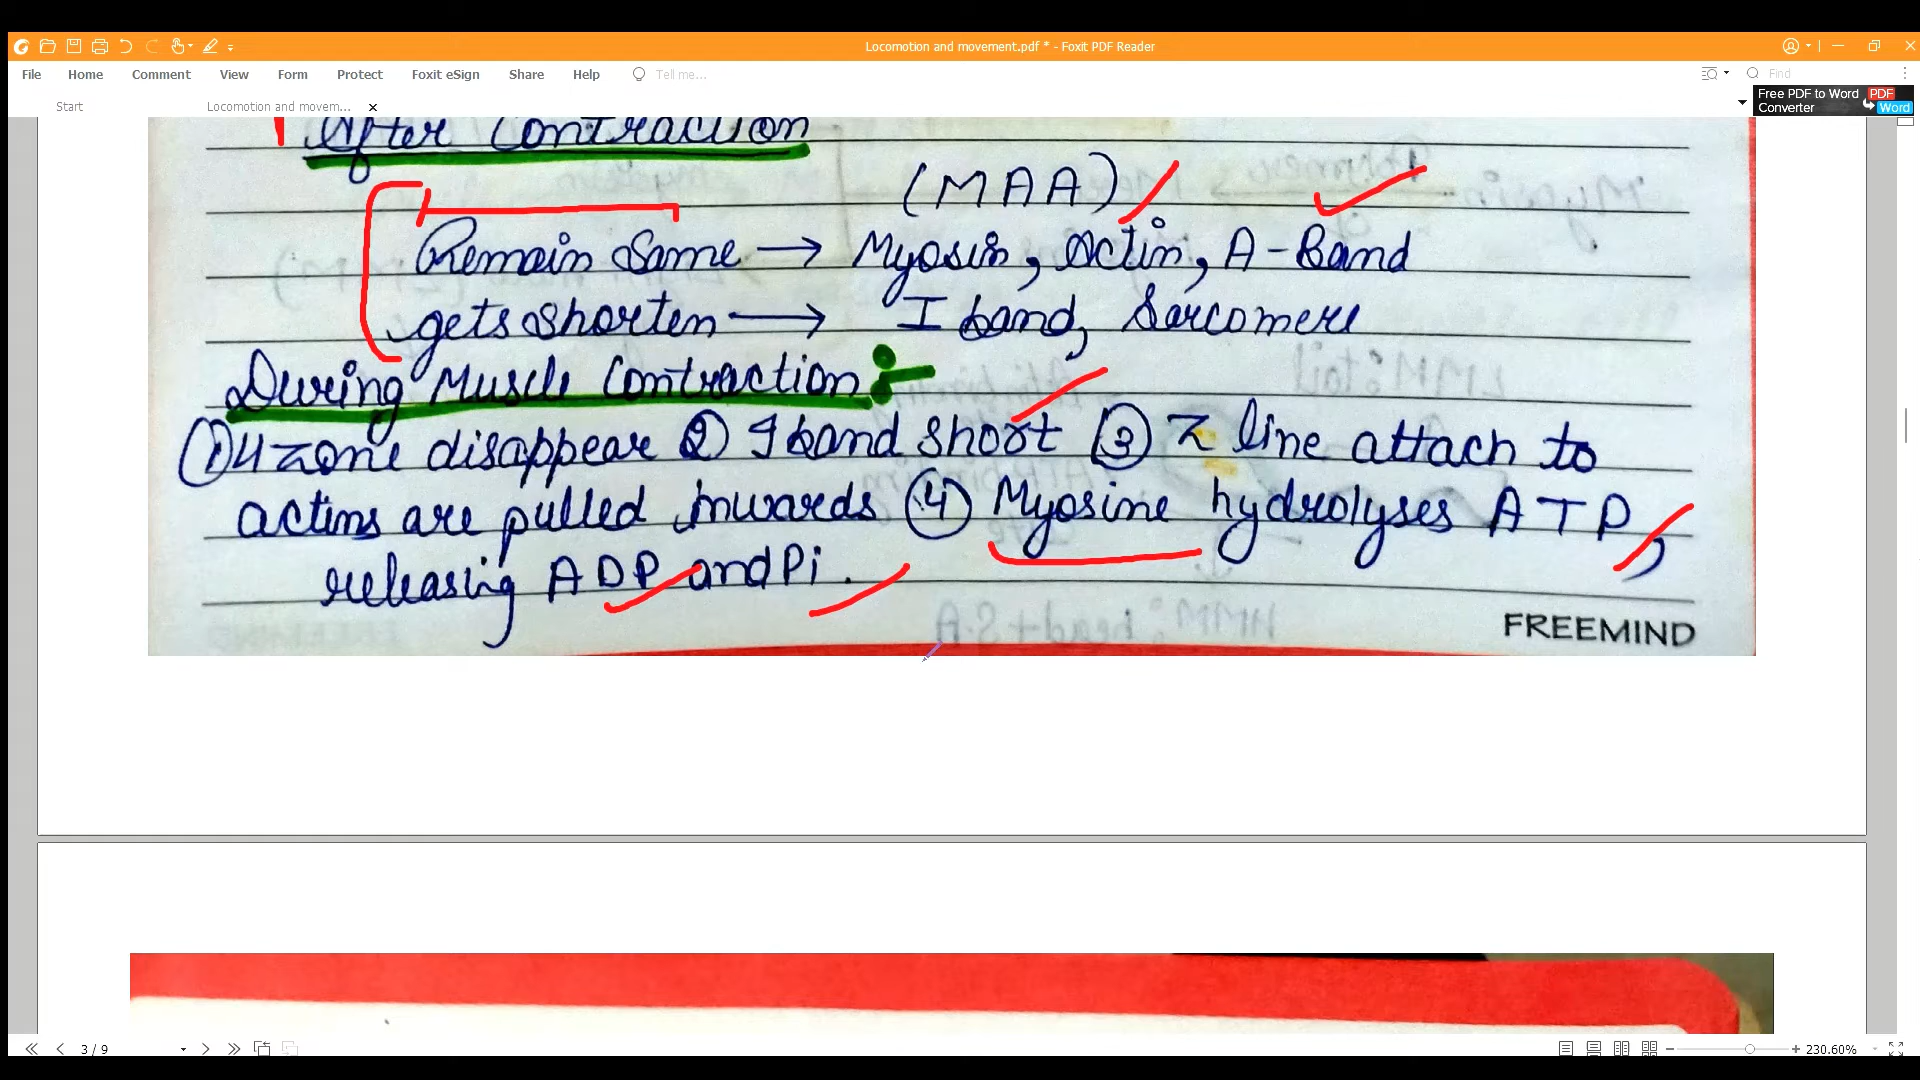 Locomotion and movement.pdf * - Foxit PDF Reader
File Home Comment View Form Protect Foxit eSign Share Help Tell me... Find
Start Locomotion and movem... Free PDF to Word Converter PDF Word
After Contraction
(MAA)
Remain Same → Myosin, Actin, A-Band
gets shorten → I band, Sarcomere
During Muscle Contraction :-
① H zone disappear ② I band short ③ Z line attach to
actins are pulled inwards ④ Myosine hydrolyses ATP,
releasing ADP and Pi.
FREEMIND
3 / 9 230.60%